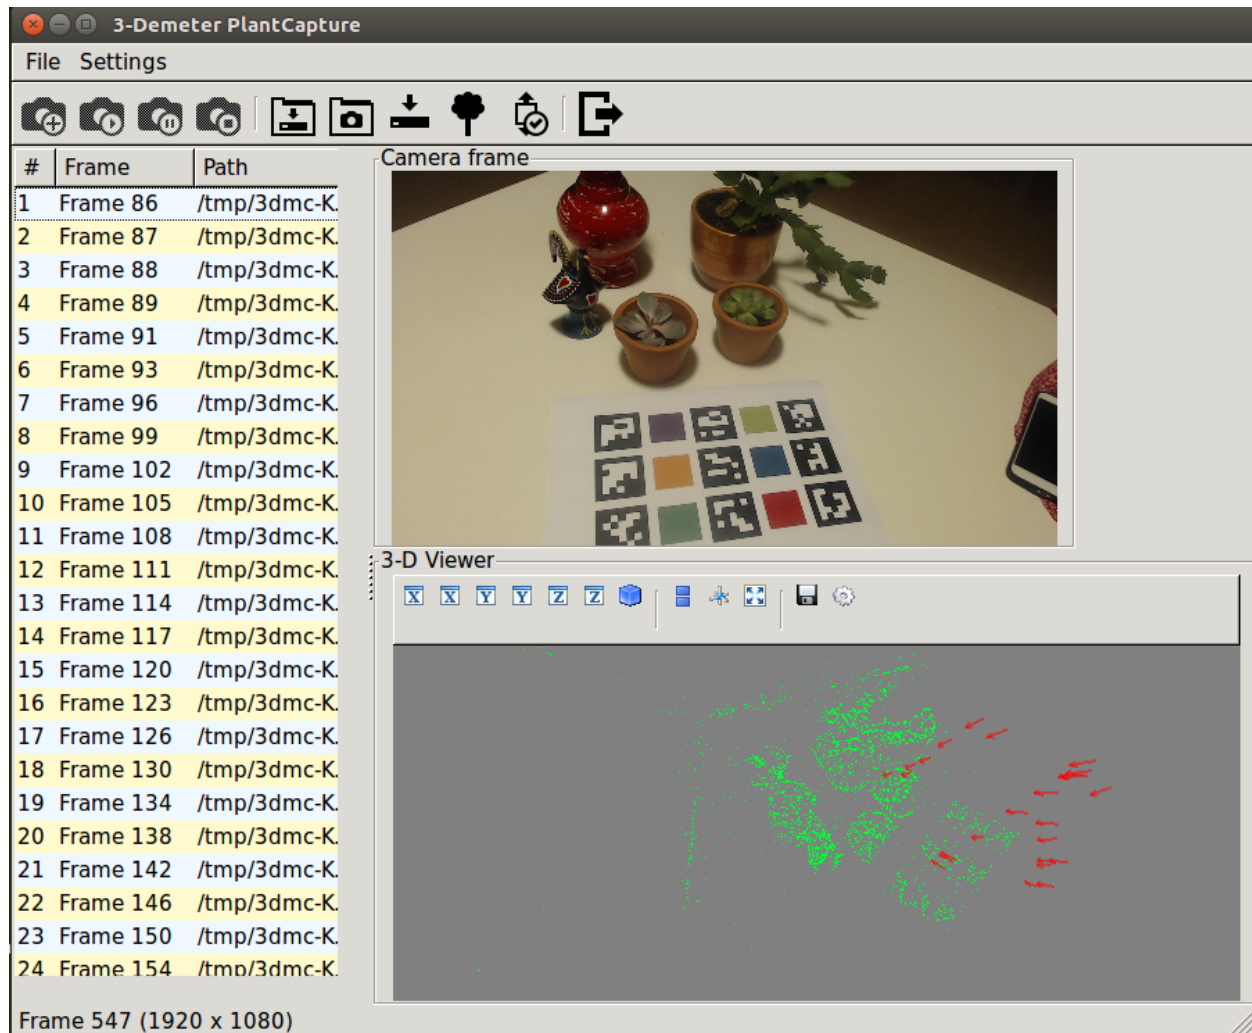 3-Demeter PlantCapture
File Settings
# Frame Path
1 Frame 86 /tmp/3dmc-K.
2 Frame 87 /tmp/3dmc-K.
3 Frame 88 /tmp/3dmc-K.
4 Frame 89 /tmp/3dmc-K.
5 Frame 91 /tmp/3dmc-K.
6 Frame 93 /tmp/3dmc-K.
7 Frame 96 /tmp/3dmc-K.
8 Frame 99 /tmp/3dmc-K.
9 Frame 102 /tmp/3dmc-K.
10 Frame 105 /tmp/3dmc-K.
11 Frame 108 /tmp/3dmc-K.
12 Frame 111 /tmp/3dmc-K.
13 Frame 114 /tmp/3dmc-K.
14 Frame 117 /tmp/3dmc-K.
15 Frame 120 /tmp/3dmc-K.
16 Frame 123 /tmp/3dmc-K.
17 Frame 126 /tmp/3dmc-K.
18 Frame 130 /tmp/3dmc-K.
19 Frame 134 /tmp/3dmc-K.
20 Frame 138 /tmp/3dmc-K.
21 Frame 142 /tmp/3dmc-K.
22 Frame 146 /tmp/3dmc-K.
23 Frame 150 /tmp/3dmc-K.
24 Frame 154 /tmp/3dmc-K.
Camera frame
3-D Viewer
X X Y Y Z Z
Frame 547 (1920 x 1080)